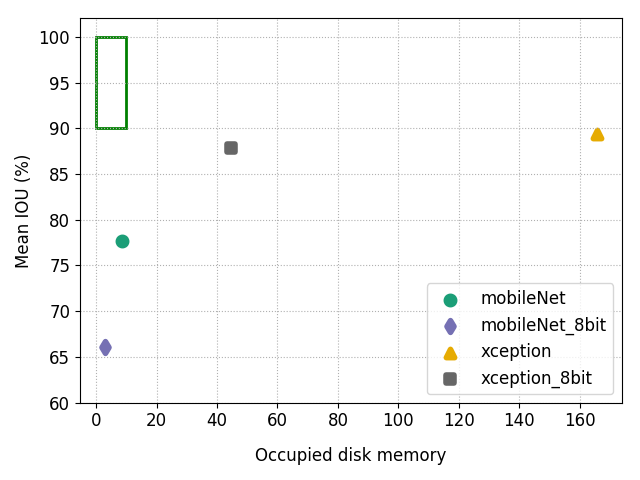 100
95
90
85
80
75
70
65
60
Mean IOU (%)
mobileNet
mobileNet_8bit
xception
xception_8bit
0 20 40 60 80 100 120 140 160
Occupied disk memory